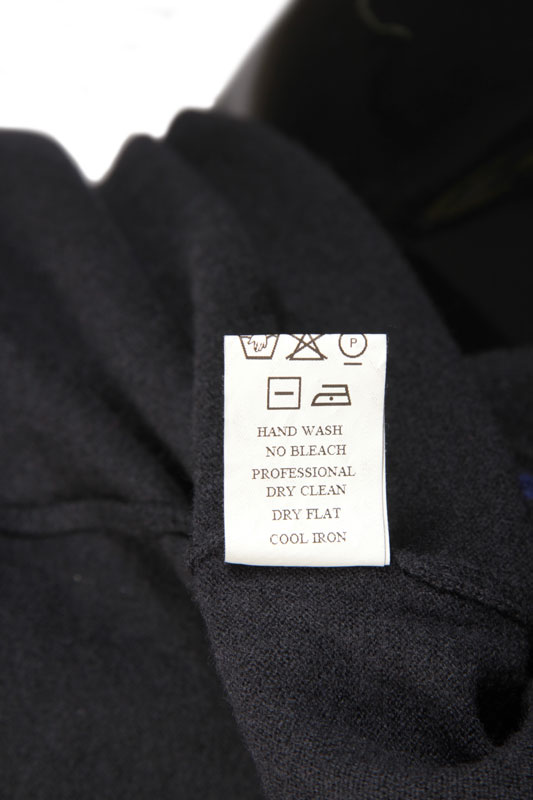 P
HAND WASH
NO BLEACH
PROFESSIONAL
DRY CLEAN
DRY FLAT
COOL IRON